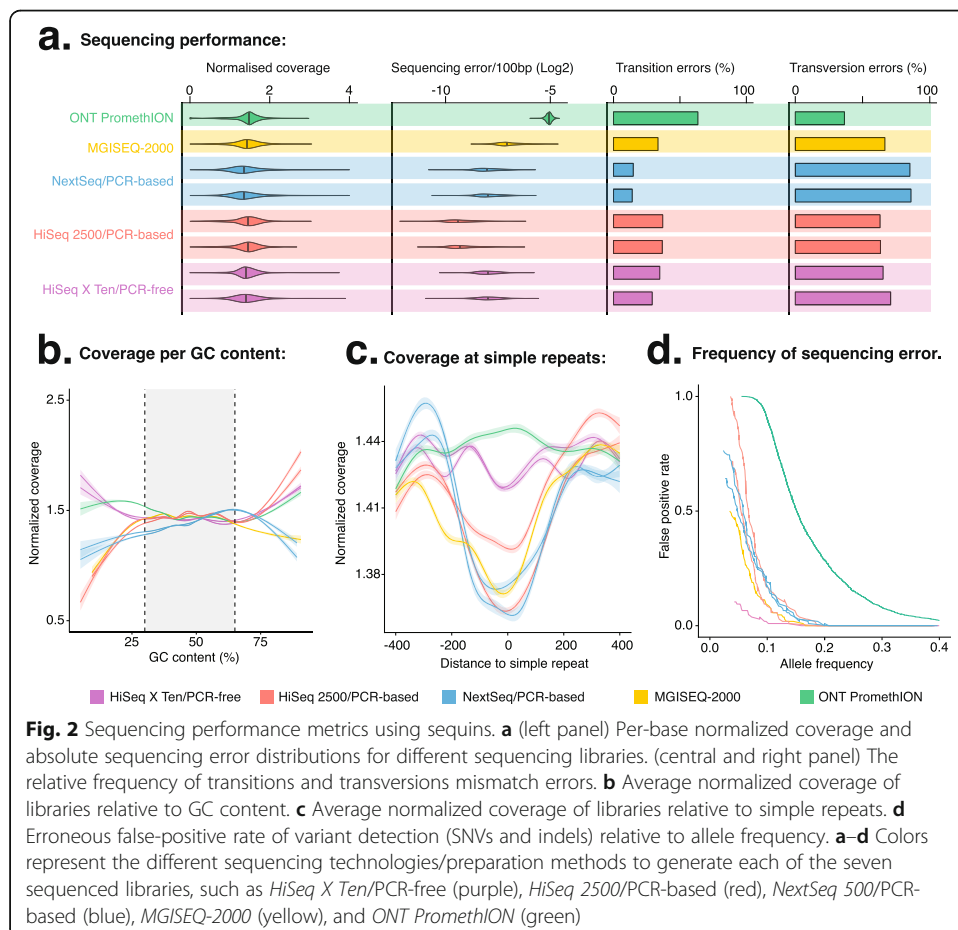 a. Sequencing performance:
Normalised coverage
Sequencing error/100bp (Log2)
Transition errors (%)
Transversion errors (%)
0 2 4
-10 -5
0 100
0 100
ONT PromethION
MGISEQ-2000
NextSeq/PCR-based
HiSeq 2500/PCR-based
HiSeq X Ten/PCR-free
b. Coverage per GC content:
Normalized coverage
2.5
1.5
0.5
25 50 75
GC content (%)
c. Coverage at simple repeats:
Normalized coverage
1.44
1.41
1.38
-400 -200 0 200 400
Distance to simple repeat
d. Frequency of sequencing error.
False positive rate
1.0
0.5
0.0
0.0 0.1 0.2 0.3 0.4
Allele frequency
HiSeq X Ten/PCR-free
HiSeq 2500/PCR-based
NextSeq/PCR-based
MGISEQ-2000
ONT PromethION
Fig. 2 Sequencing performance metrics using sequins. a (left panel) Per-base normalized coverage and
absolute sequencing error distributions for different sequencing libraries. (central and right panel) The
relative frequency of transitions and transversions mismatch errors. b Average normalized coverage of
libraries relative to GC content. c Average normalized coverage of libraries relative to simple repeats. d
Erroneous false-positive rate of variant detection (SNVs and indels) relative to allele frequency. a–d Colors
represent the different sequencing technologies/preparation methods to generate each of the seven
sequenced libraries, such as HiSeq X Ten/PCR-free (purple), HiSeq 2500/PCR-based (red), NextSeq 500/PCR-
based (blue), MGISEQ-2000 (yellow), and ONT PromethION (green)